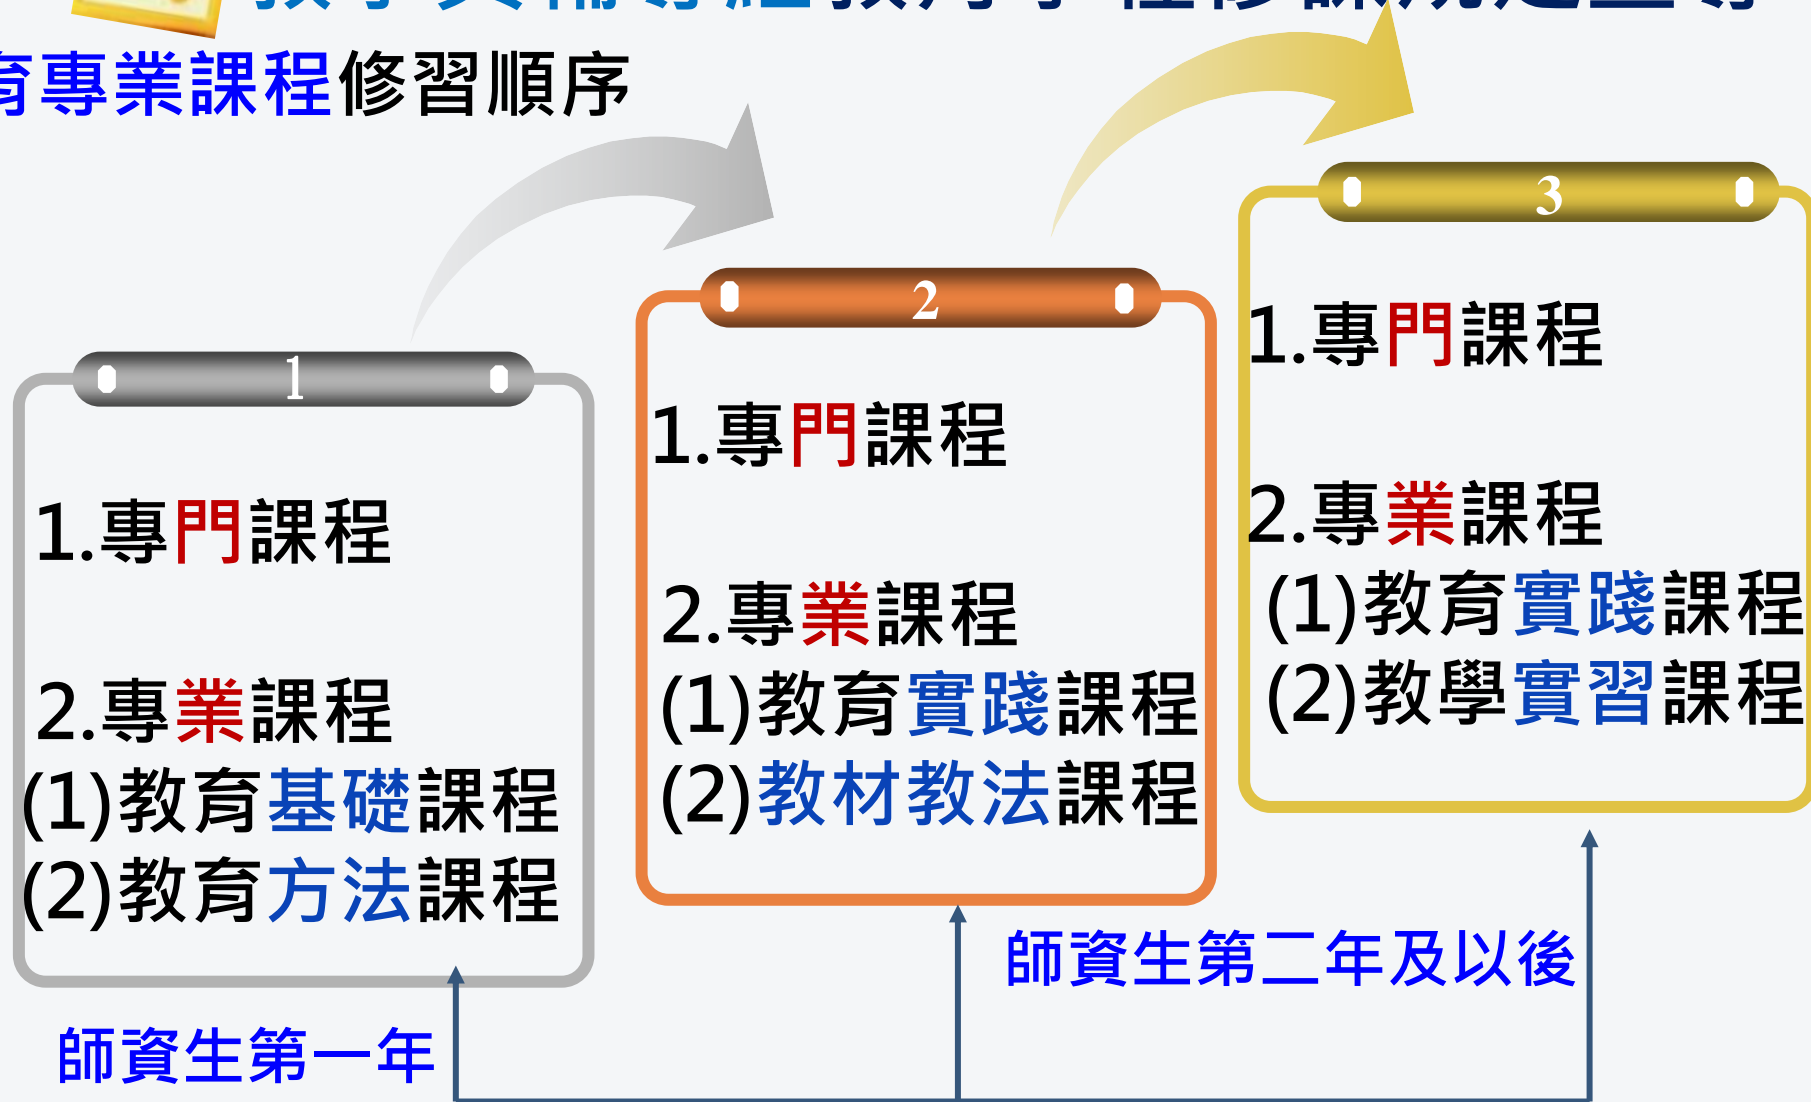 育專業課程修習順序
1
1.專門課程
2.專業課程
(1)教育基礎課程
(2)教育方法課程
師資生第一年
2
1.專門課程
2.專業課程
(1)教育實踐課程
(2)教材教法課程
3
1.專門課程
2.專業課程
(1)教育實踐課程
(2)教學實習課程
師資生第二年及以後